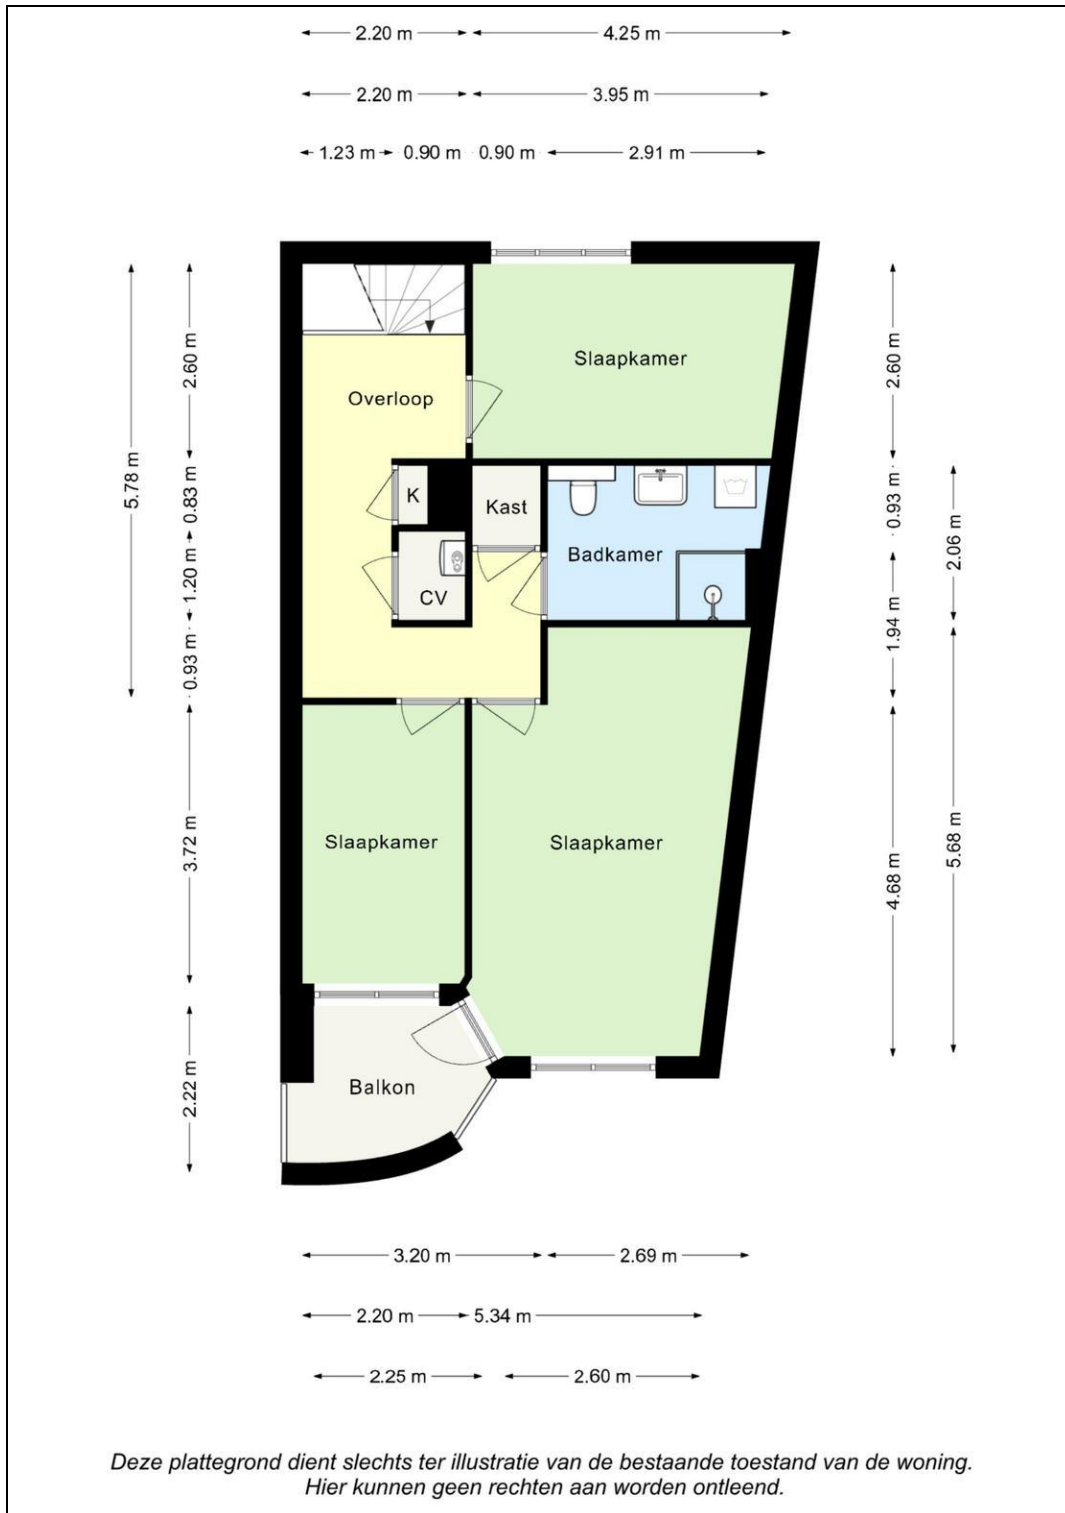 2.20 m 4.25 m
2.20 m 3.95 m
1.23 m 0.90 m 0.90 m 2.91 m
5.78 m
2.60 m
0.83 m
1.20 m
0.93 m
3.72 m
2.22 m
Slaapkamer
Overloop
K
Kast
CV
Badkamer
Slaapkamer
Slaapkamer
Balkon
2.60 m
0.93 m
1.94 m
4.68 m
2.06 m
5.68 m
3.20 m 2.69 m
2.20 m 5.34 m
2.25 m 2.60 m
Deze plattegrond dient slechts ter illustratie van de bestaande toestand van de woning.
Hier kunnen geen rechten aan worden ontleend.